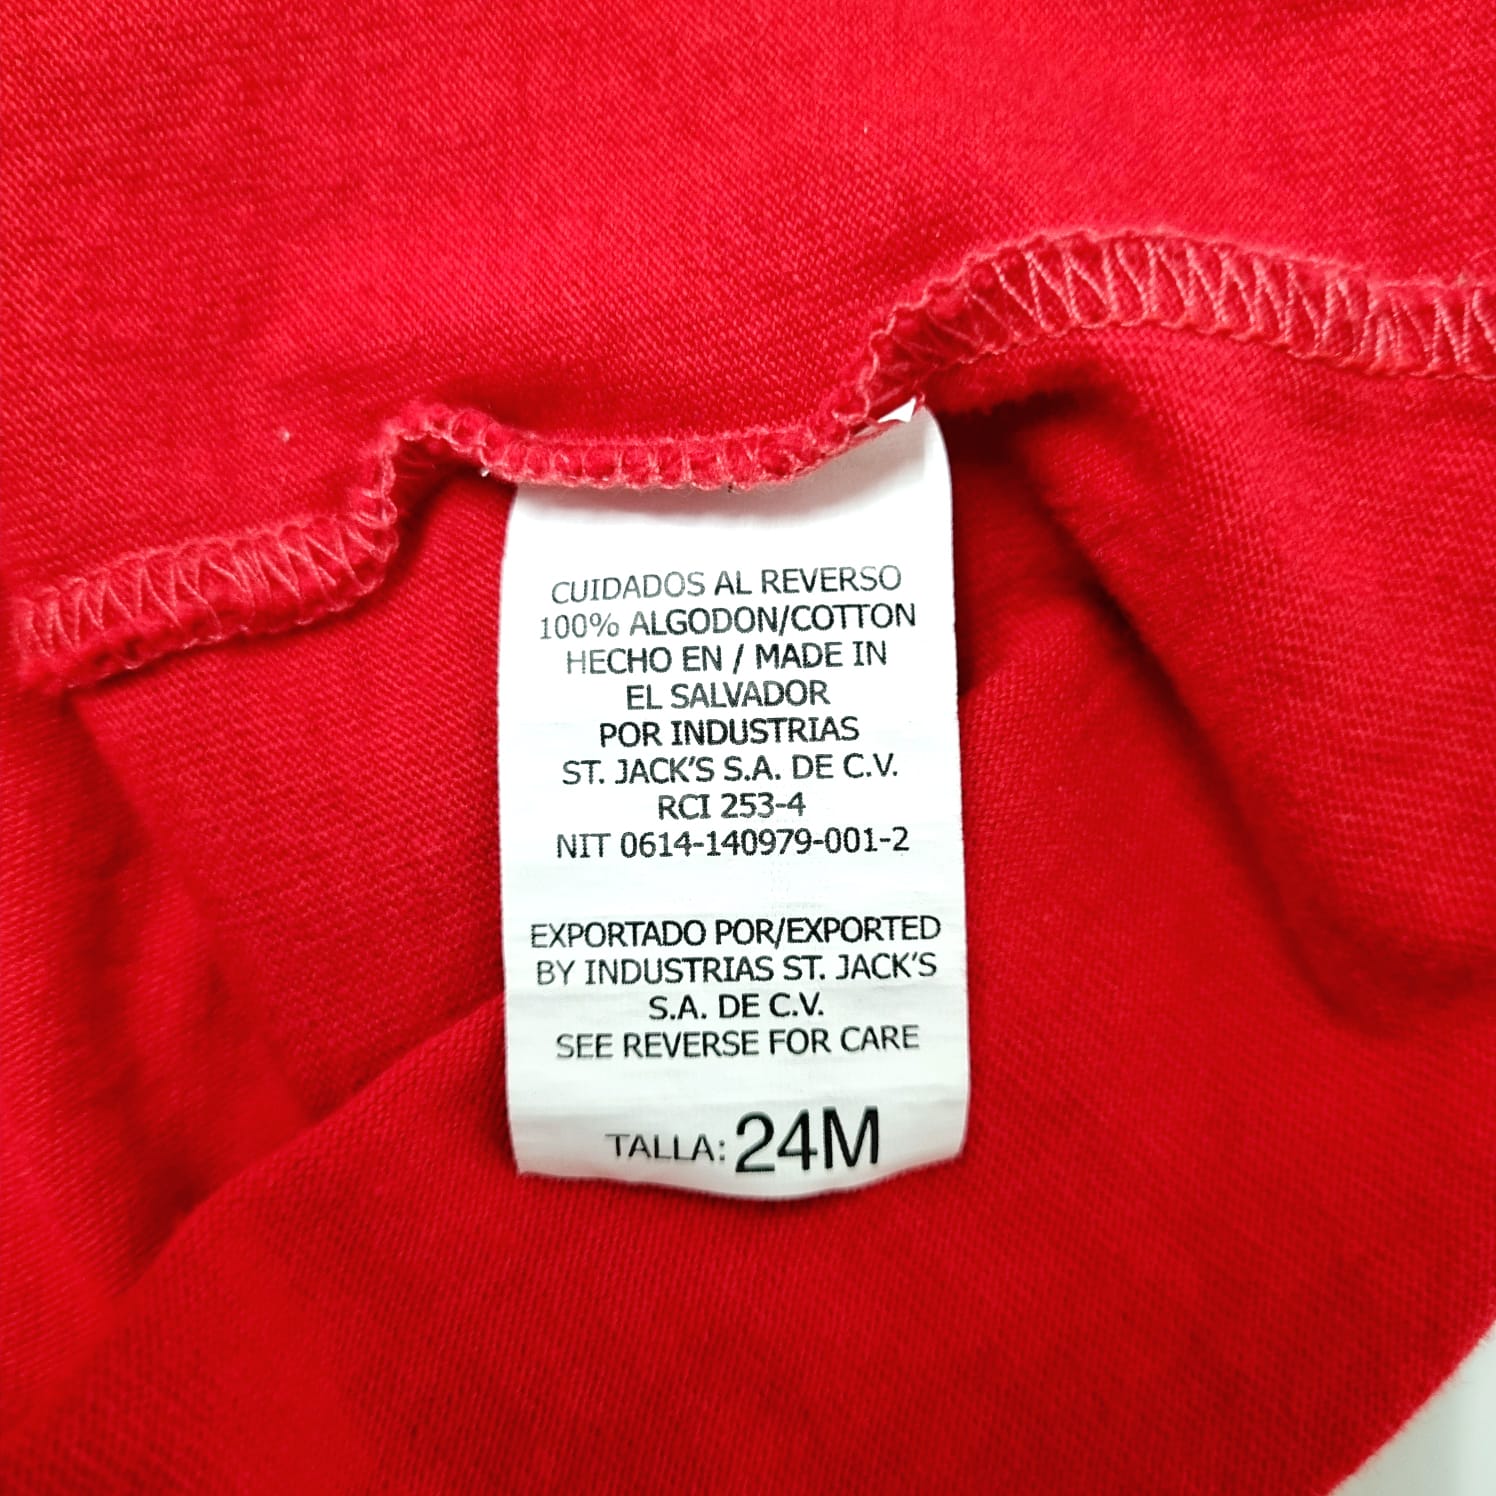 CUIDADOS AL REVERSO
100% ALGODON/COTTON
HECHO EN / MADE IN
EL SALVADOR
POR INDUSTRIAS
ST. JACK'S S.A. DE C.V.
RCI 253-4
NIT 0614-140979-001-2
EXPORTADO POR/EXPORTED
BY INDUSTRIAS ST. JACK'S
S.A. DE C.V.
SEE REVERSE FOR CARE
TALLA: 24M